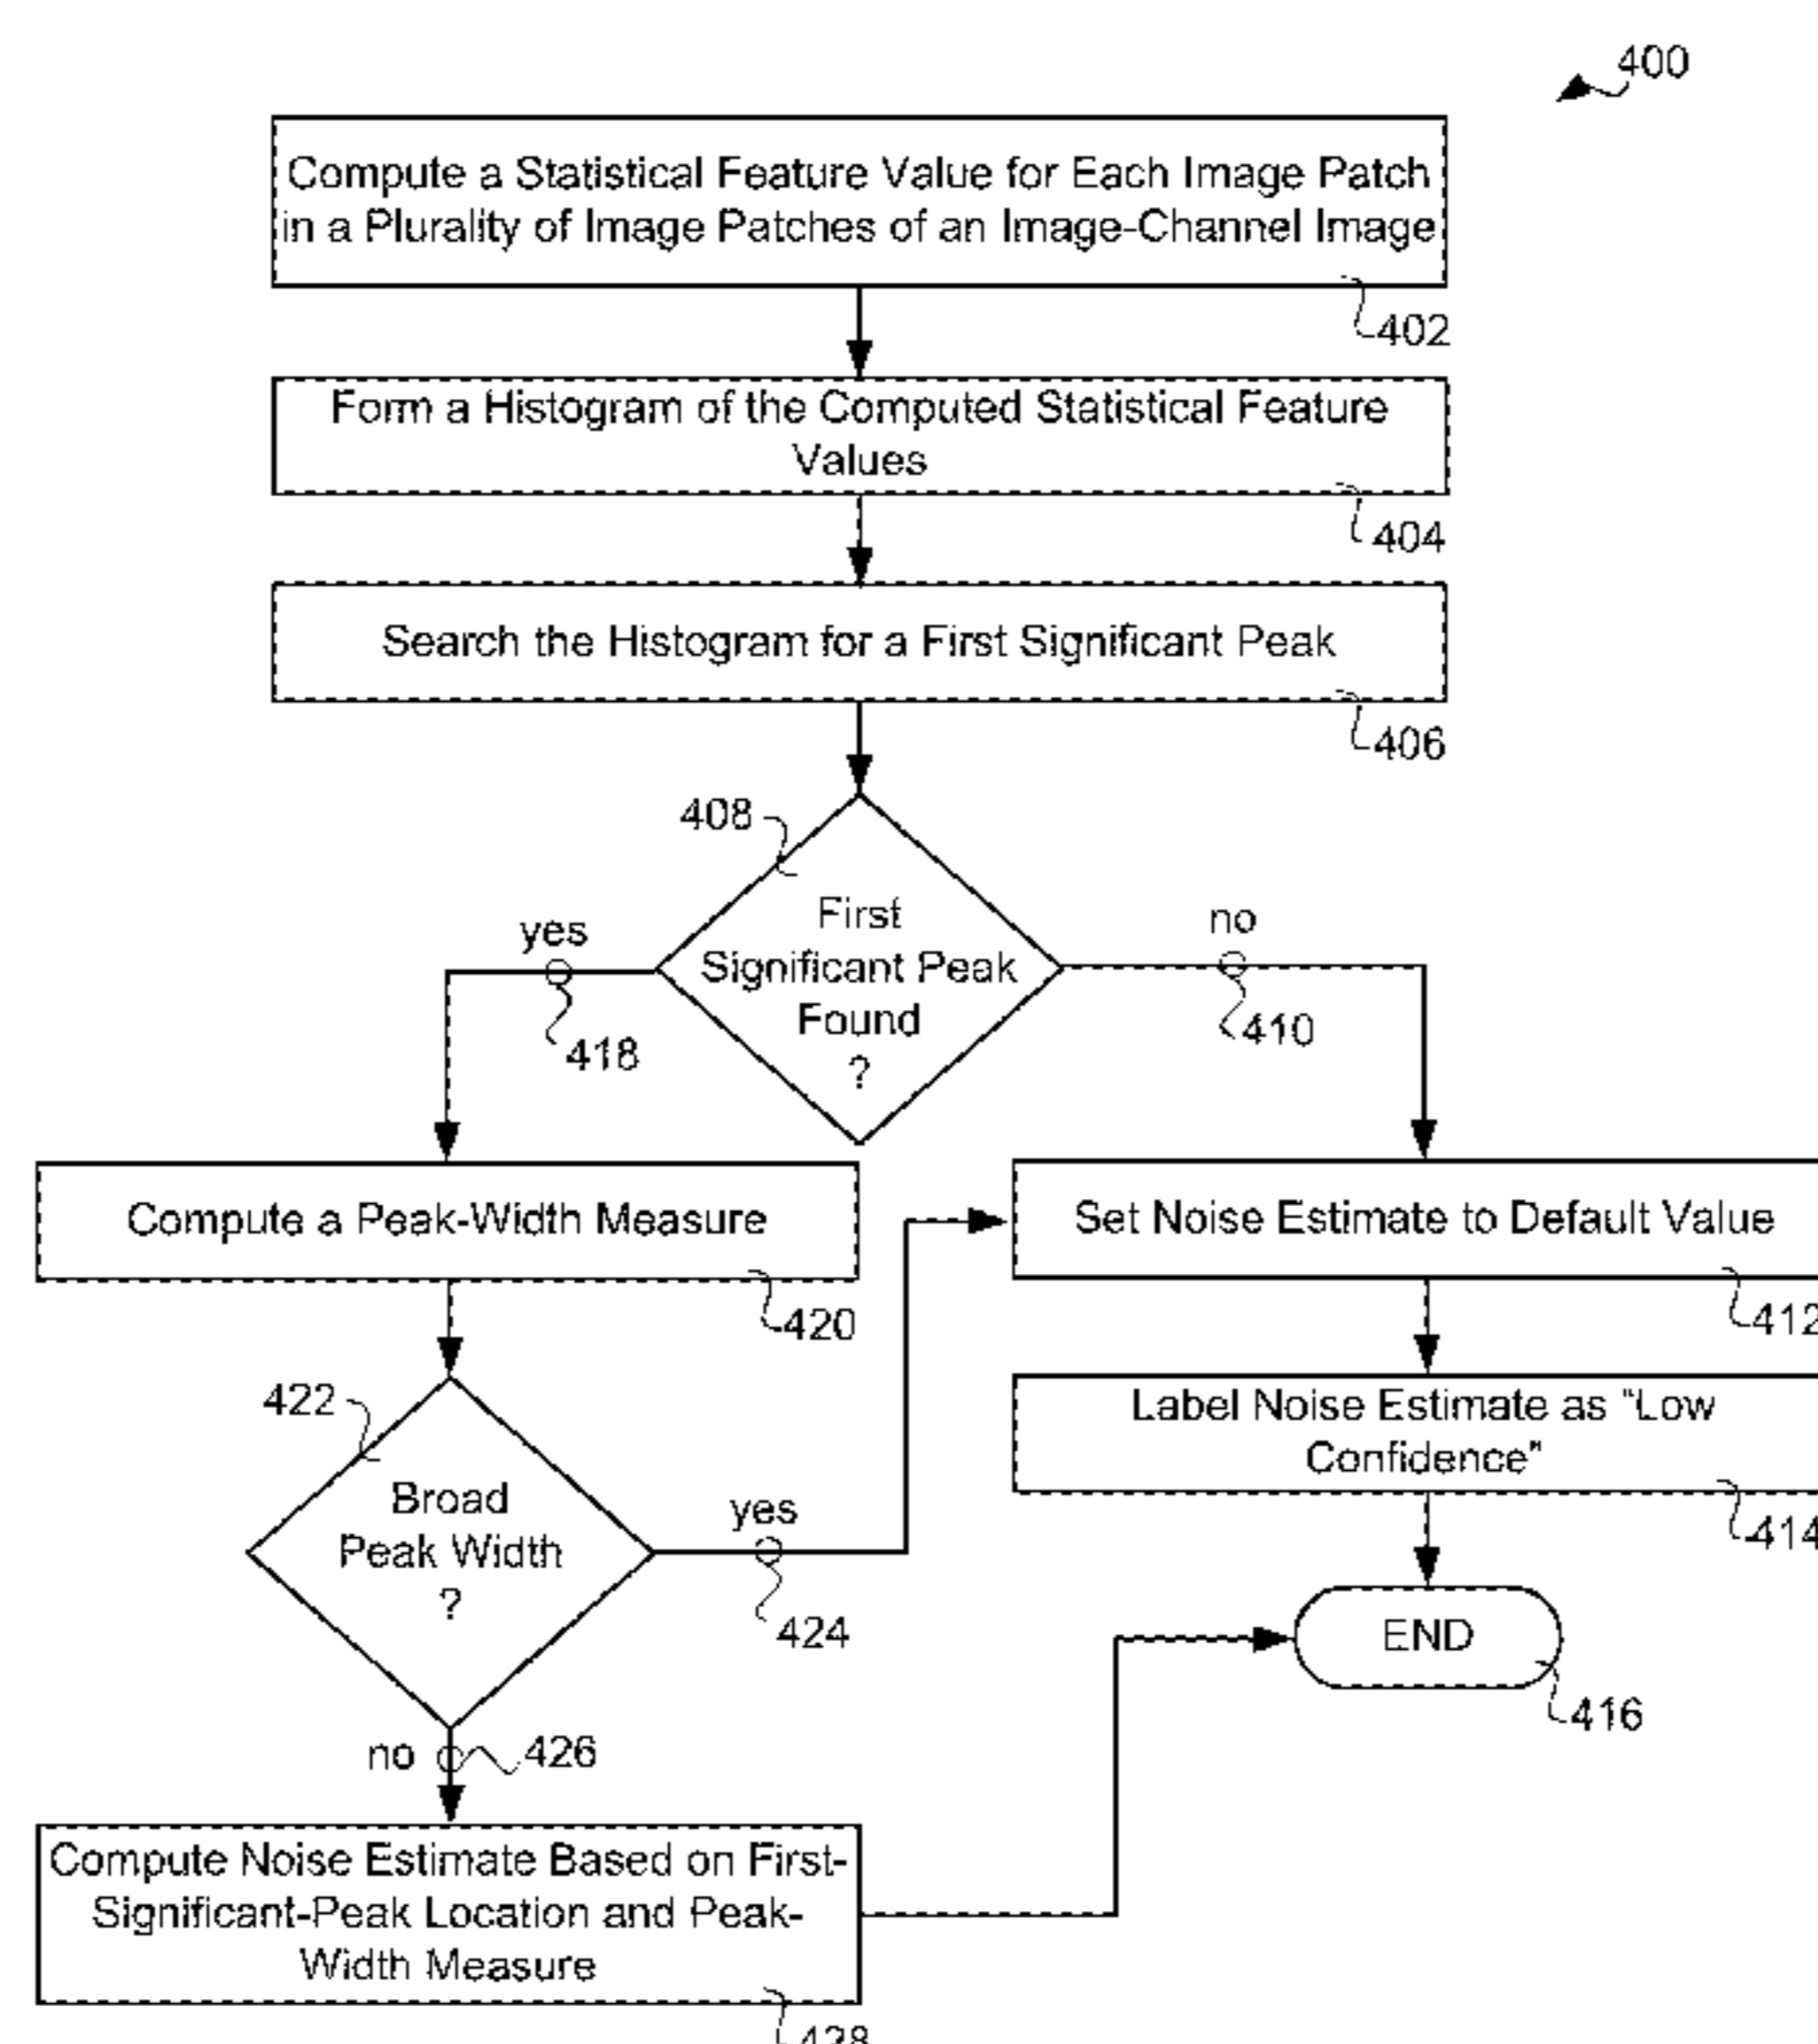 400
Compute a Statistical Feature Value for Each Image Patch
in a Plurality of Image Patches of an Image-Channel Image
402
Form a Histogram of the Computed Statistical Feature
Values
404
Search the Histogram for a First Significant Peak
406
408
First
Significant Peak
Found
?
yes
418
no
410
Compute a Peak-Width Measure
420
Set Noise Estimate to Default Value
412
422
Broad
Peak Width
?
yes
424
Label Noise Estimate as "Low
Confidence"
414
END
416
no
426
Compute Noise Estimate Based on First-
Significant-Peak Location and Peak-
Width Measure
428